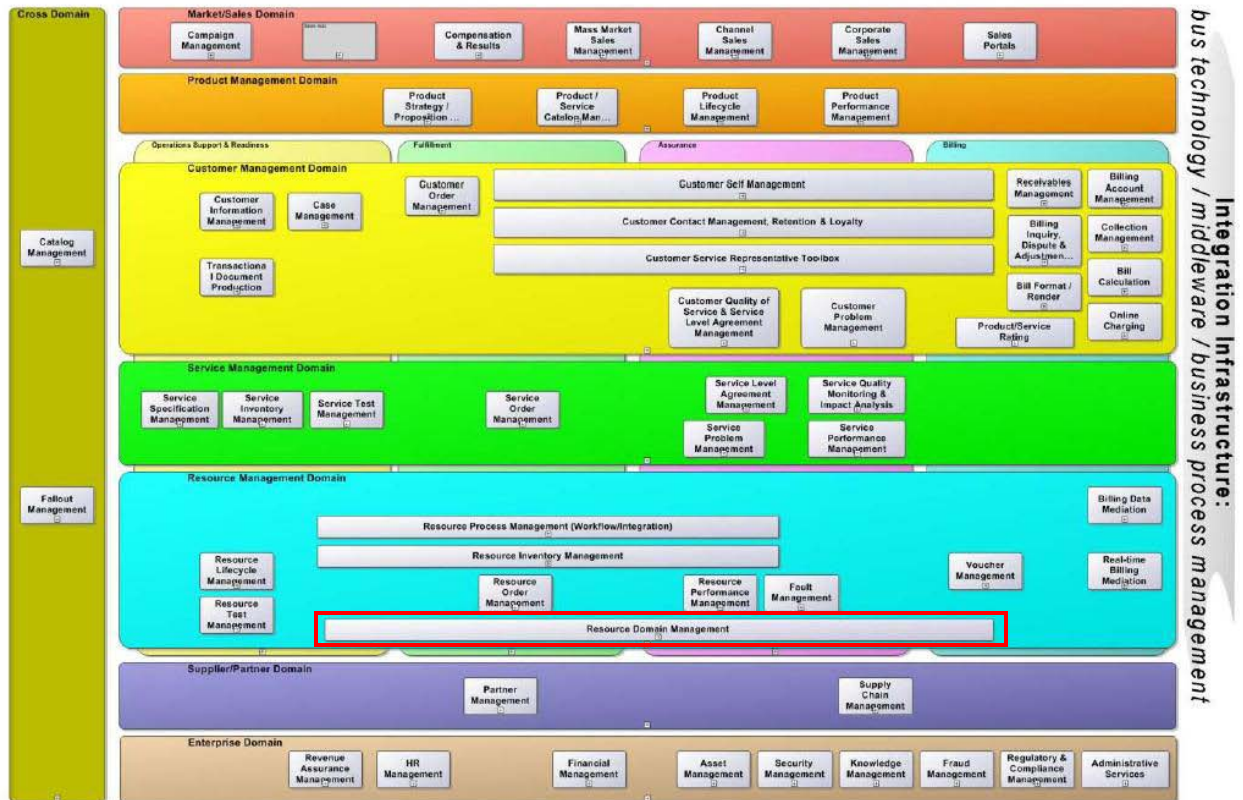 Cross Domain
Catalog
Management
Fallout
Management
Market/Sales Domain
Campaign
Management
Compensation
& Results
Mass Market
Sales
Management
Channel
Sales
Management
Corporate
Sales
Management
Sales
Portals
Product Management Domain
Product
Strategy /
Proposition ...
Product /
Service
Catalog Man...
Product
Lifecycle
Management
Product
Performance
Management
Operations Support & Readiness
Fulfillment
Assurance
Billing
Customer Management Domain
Customer
Information
Management
Case
Management
Transactiona
l Document
Production
Customer
Order
Management
Customer Self Management
Customer Contact Management, Retention & Loyalty
Customer Service Representative Toolbox
Customer Quality of
Service & Service
Level Agreement
Management
Customer
Problem
Management
Receivables
Management
Billing
Account
Management
Billing
Inquiry,
Dispute &
Adjustmen...
Collection
Management
Bill Format /
Render
Bill
Calculation
Product/Service
Rating
Online
Charging
Service Management Domain
Service
Specification
Management
Service
Inventory
Management
Service Test
Management
Service
Order
Management
Service Level
Agreement
Management
Service Quality
Monitoring &
Impact Analysis
Service
Problem
Management
Service
Performance
Management
Resource Management Domain
Resource Process Management (Workflow/Integration)
Resource Inventory Management
Resource
Lifecycle
Management
Resource
Test
Management
Resource
Order
Management
Resource
Performance
Management
Fault
Management
Voucher
Management
Billing Data
Mediation
Real-time
Billing
Mediation
Resource Domain Management
Supplier/Partner Domain
Partner
Management
Supply
Chain
Management
Enterprise Domain
Revenue
Assurance
Management
HR
Management
Financial
Management
Asset
Management
Security
Management
Knowledge
Management
Fraud
Management
Regulatory &
Compliance
Management
Administrative
Services
Integration Infrastructure:
bus technology / middleware / business process management